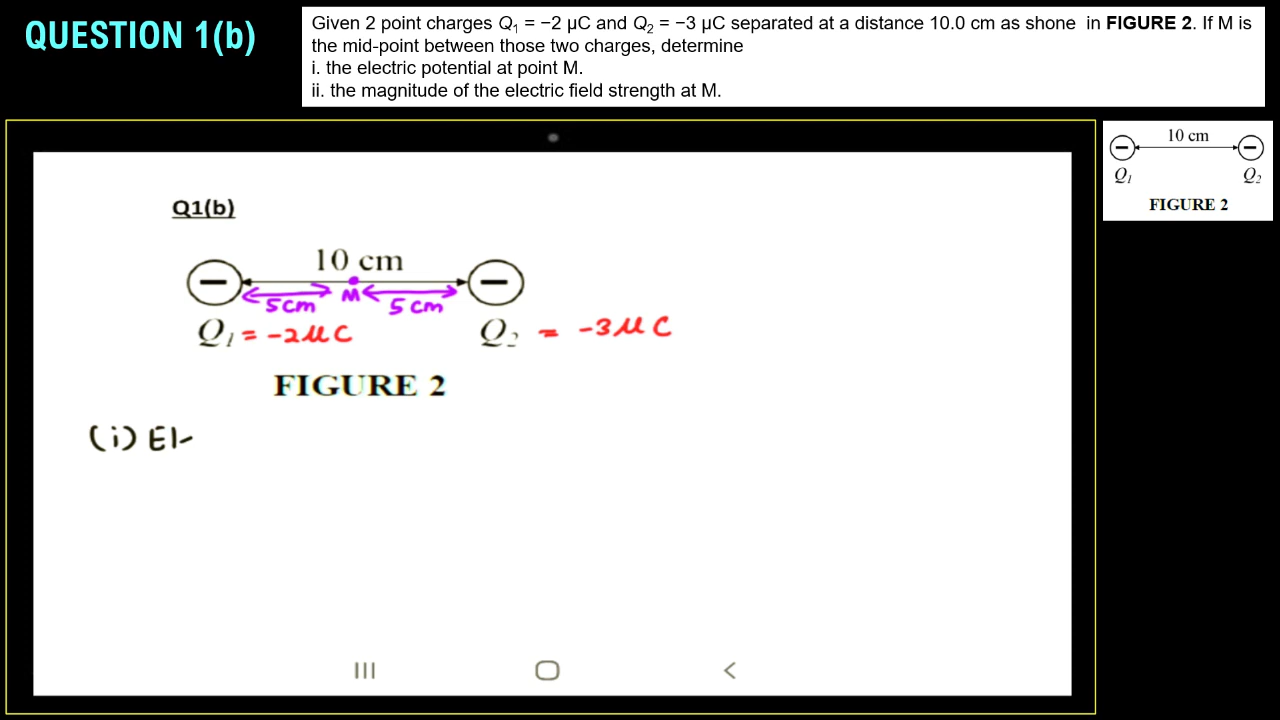 QUESTION 1(b)
Given 2 point charges Q₁ = −2 μC and Q₂ = −3 μC separated at a distance 10.0 cm as shone in FIGURE 2. If M is
the mid-point between those two charges, determine
i. the electric potential at point M.
ii. the magnitude of the electric field strength at M.
10 cm
Q₁
Q₂
FIGURE 2
Q1(b)
10 cm
5cm M 5 cm
Q₁ = -2μC Q₂ = -3μC
FIGURE 2
(i) El